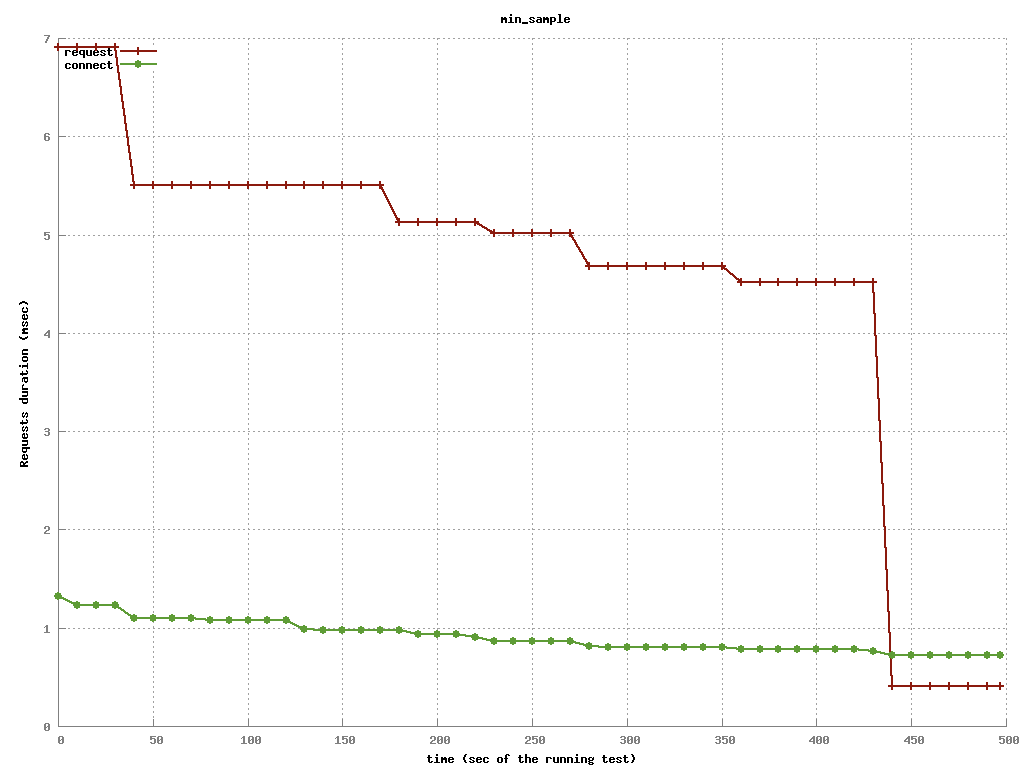 min_sample
7
request
connect
6
5
4
3
2
1
0
Requests duration (msec)
0 50 100 150 200 250 300 350 400 450 500
time (sec of the running test)